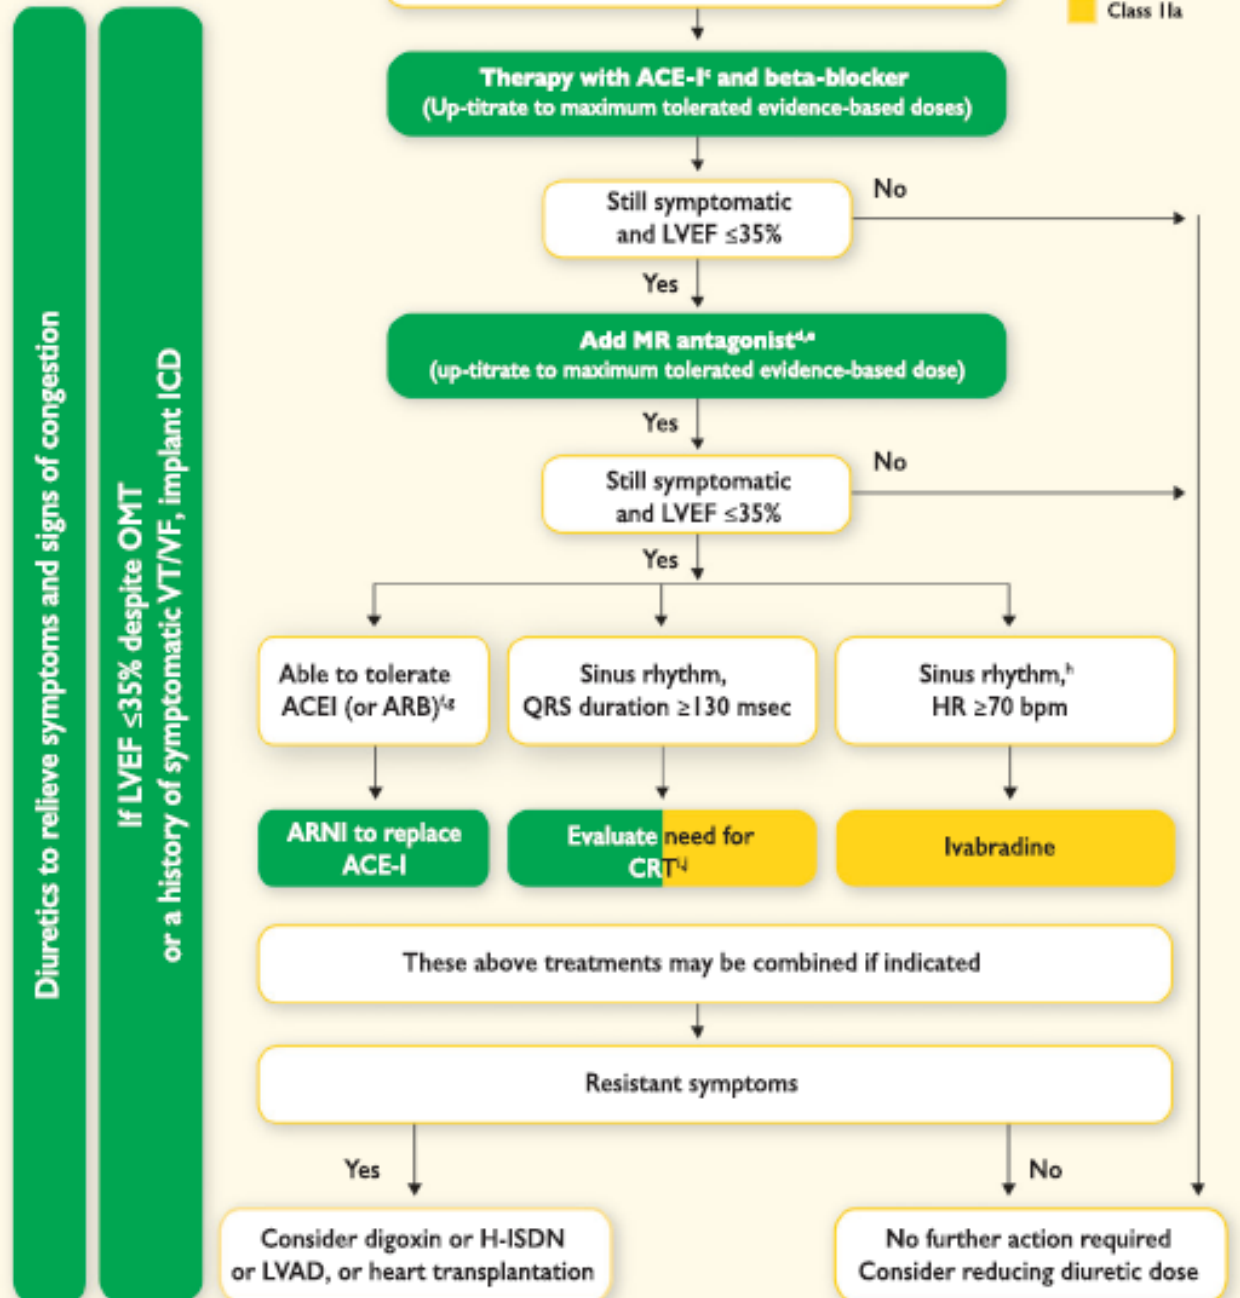 Class IIa
Therapy with ACE-Iᶜ and beta-blocker
(Up-titrate to maximum tolerated evidence-based doses)
Still symptomatic
and LVEF ≤35%
No
Yes
Add MR antagonistᵈ,ᵉ
(up-titrate to maximum tolerated evidence-based dose)
Yes
Still symptomatic
and LVEF ≤35%
No
Yes
Able to tolerate
ACEI (or ARB)ᶠ,ᵍ
Sinus rhythm,
QRS duration ≥130 msec
Sinus rhythm,ʰ
HR ≥70 bpm
ARNI to replace
ACE-I
Evaluate need for
CRTⁱ,ʲ
Ivabradine
These above treatments may be combined if indicated
Resistant symptoms
Yes
No
Consider digoxin or H-ISDN
or LVAD, or heart transplantation
No further action required
Consider reducing diuretic dose
Diuretics to relieve symptoms and signs of congestion
If LVEF ≤35% despite OMT
or a history of symptomatic VT/VF, implant ICD